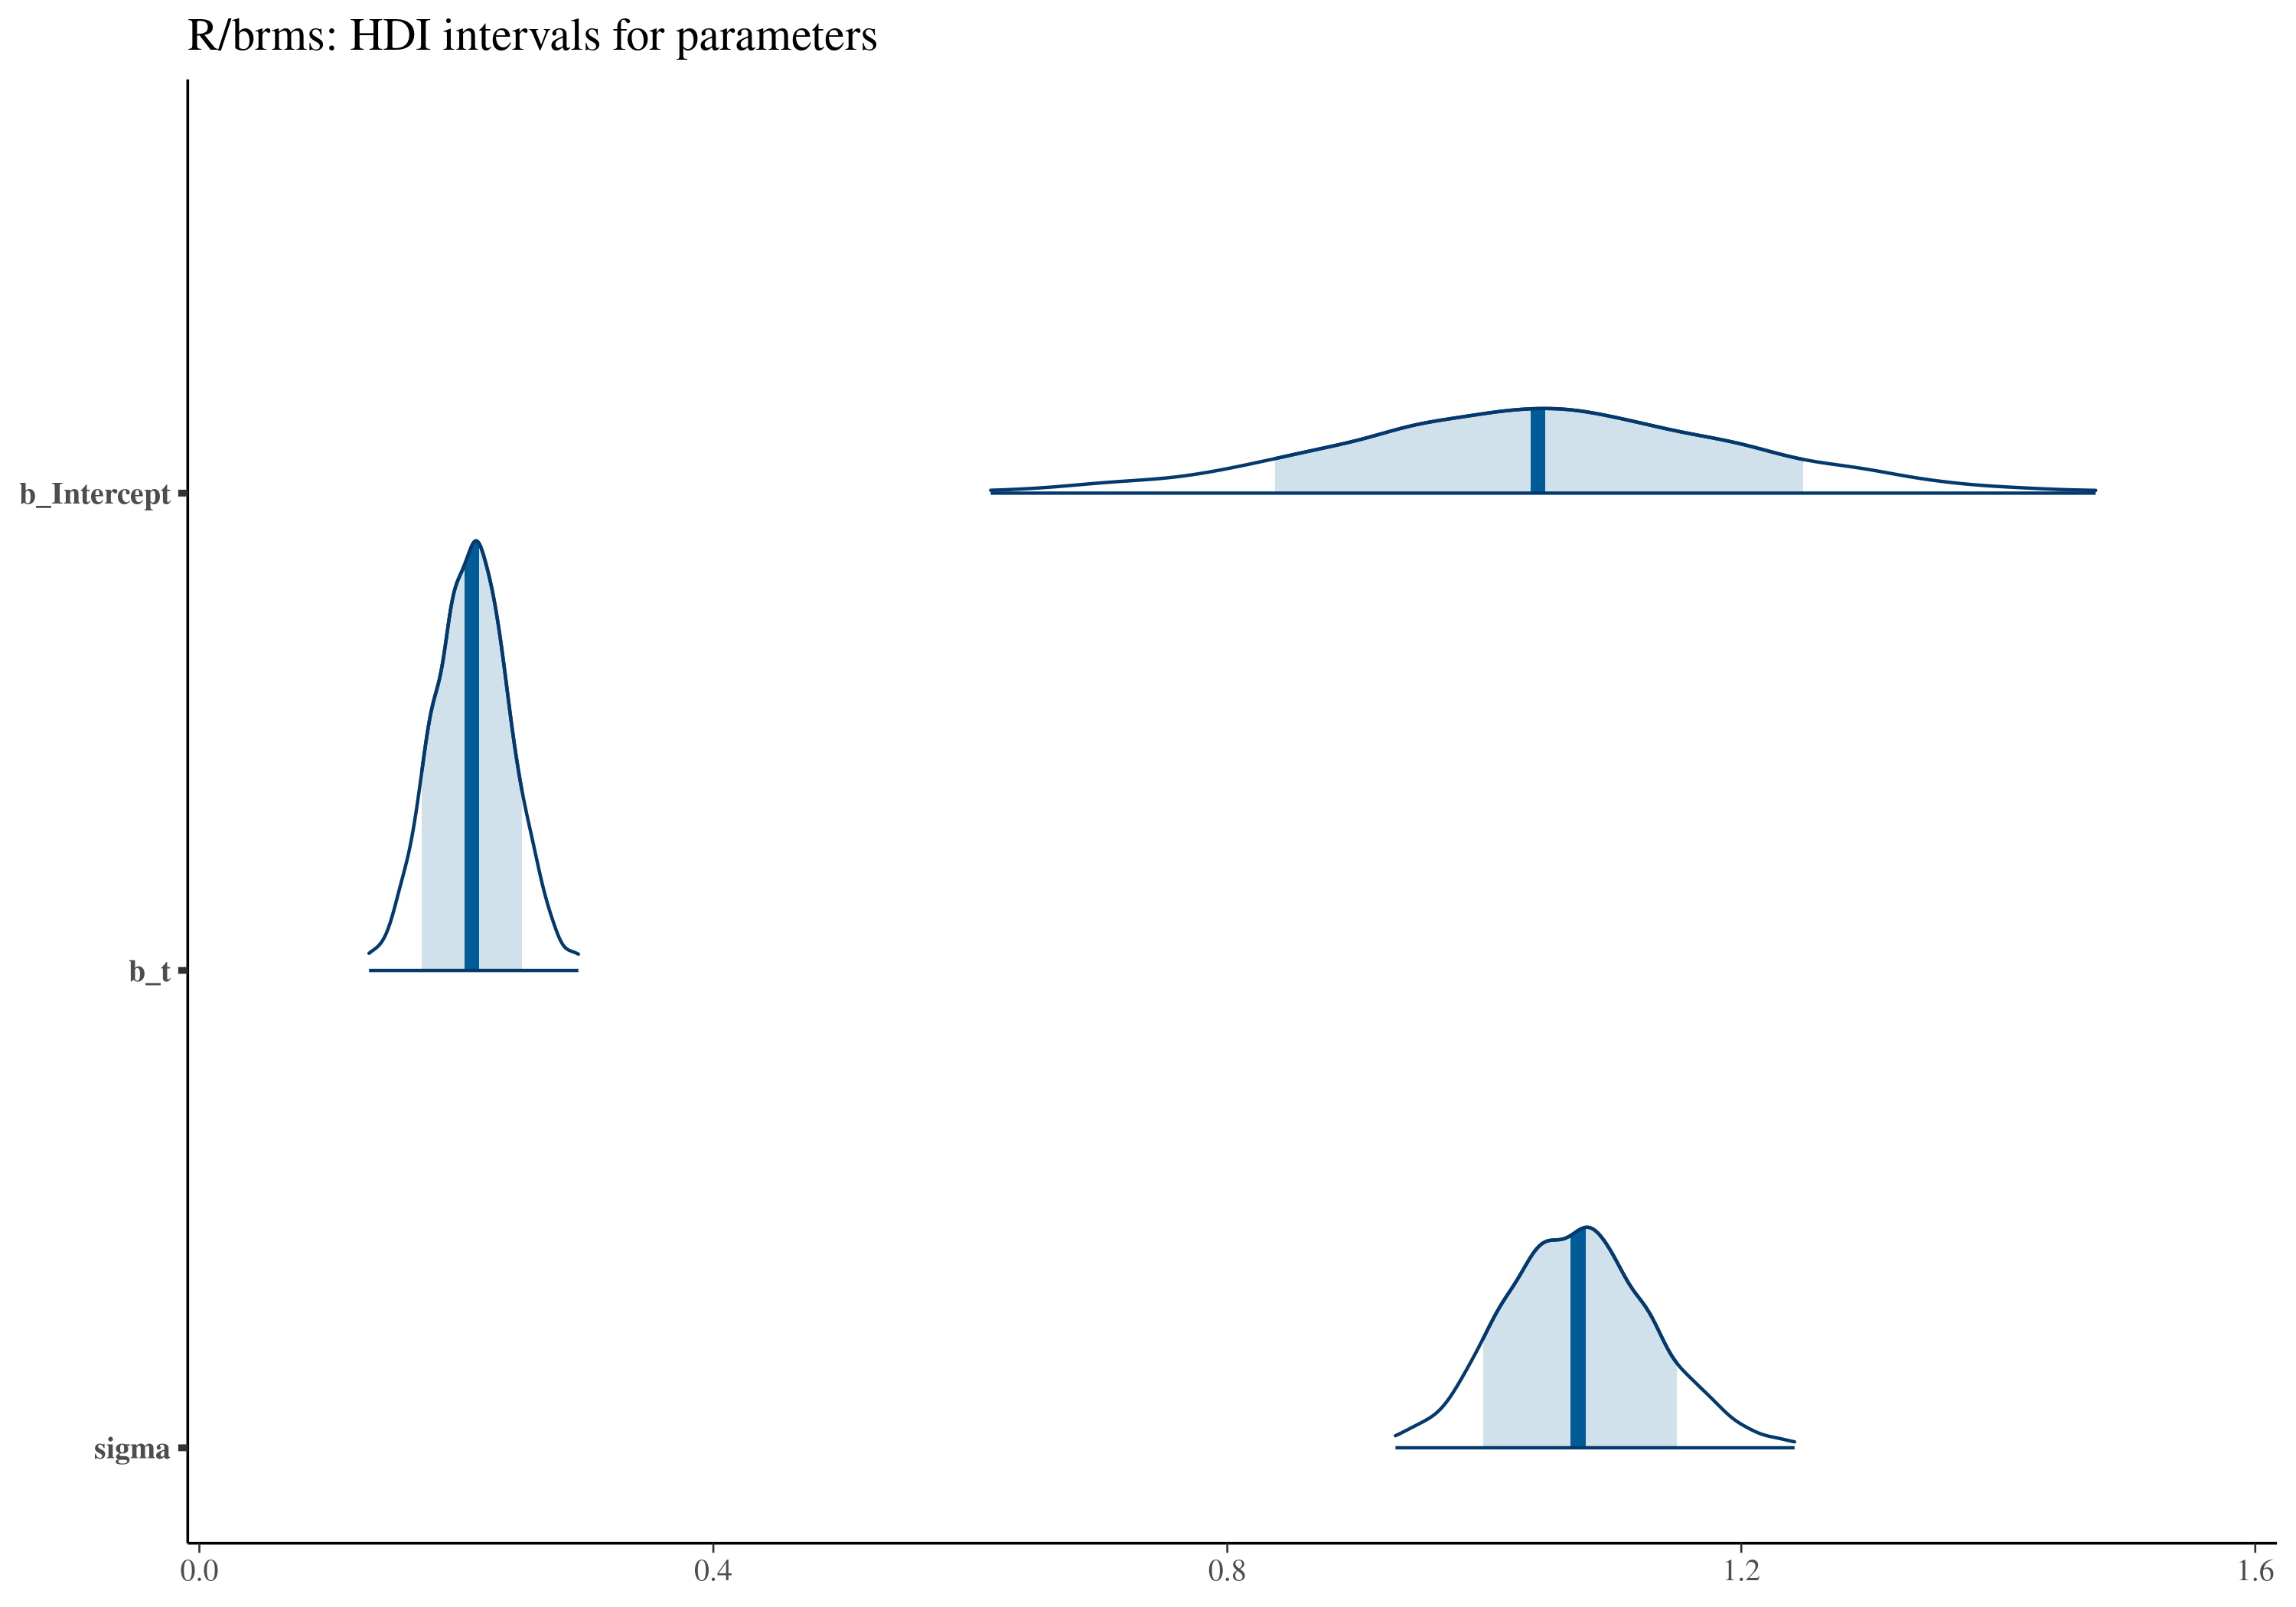 R/brms: HDI intervals for parameters
b_Intercept
b_t
sigma
0.0 0.4 0.8 1.2 1.6